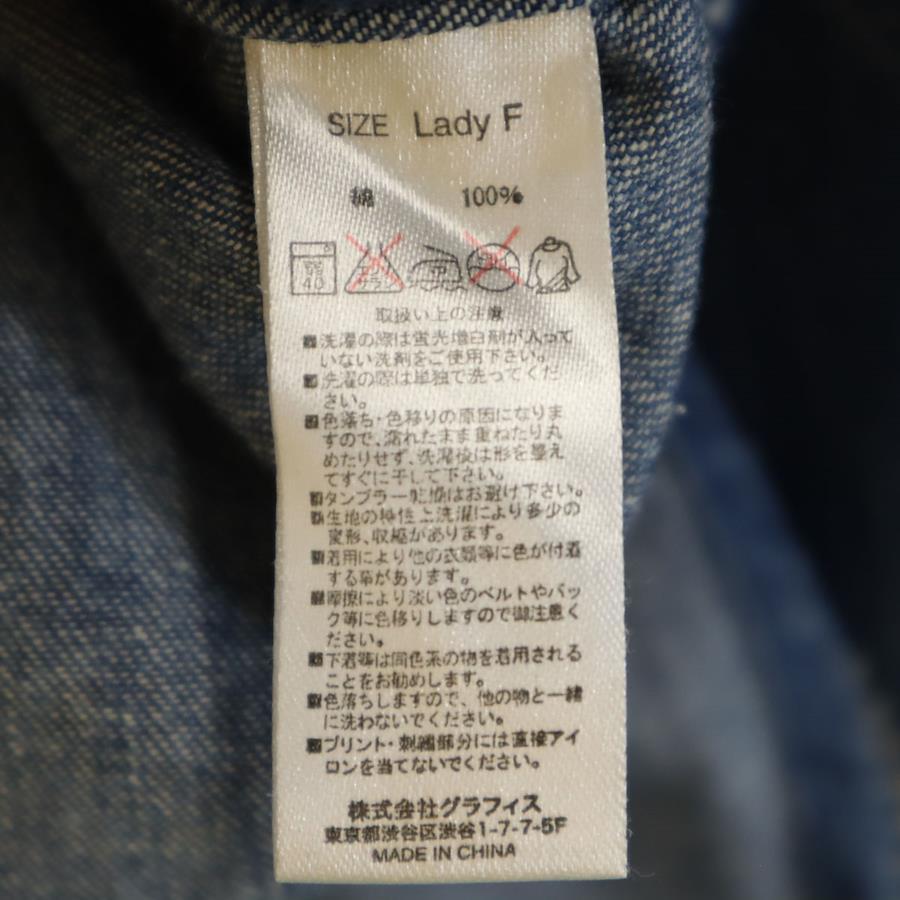 SIZE Lady F
綿 100%
40
取扱い上の注意
■洗濯の際は蛍光増白剤が入って
いない洗剤をご使用下さい。
■洗濯の際は単独で洗ってくだ
さい。
■色落ち・色移りの原因になりま
すので、濡れたまま重ねたり丸
めたりせず、洗濯後は形を整え
てすぐに干して下さい。
■タンブラー乾燥はお避け下さい。
■生地の特性上洗濯により多少の
変形、収縮があります。
■着用により他の衣類等に色が付着
する事があります。
■摩擦により淡い色のベルトやバッ
ク等に色移りしますので御注意く
ださい。
■下着等は同色系の物を着用される
ことをお勧めします。
■色落ちしますので、他の物と一緒
に洗わないでください。
■プリント・刺繍部分には直接アイ
ロンを当てないでください。
株式会社グラフィス
東京都渋谷区渋谷1-7-7-5F
MADE IN CHINA